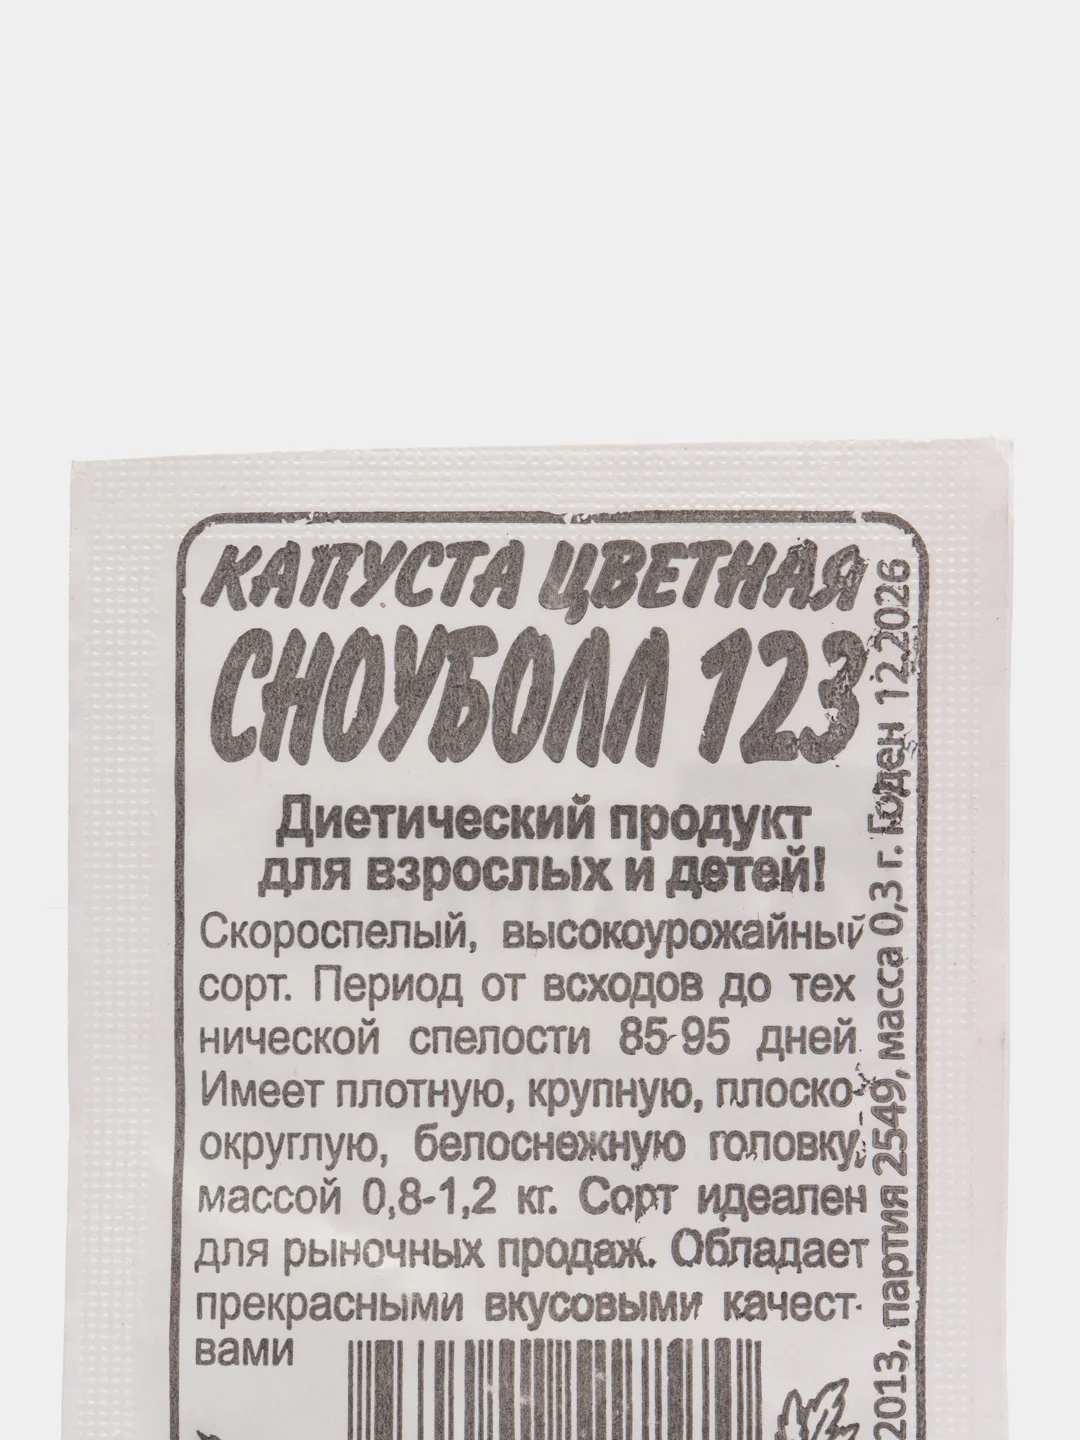 КАПУСТА ЦВЕТНАЯ
СНОУБОЛЛ 123
Диетический продукт
для взрослых и детей!
Скороспелый, высокоурожайный
сорт. Период от всходов до тех
нической спелости 85-95 дней.
Имеет плотную, крупную, плоско-
округлую, белоснежную головку,
массой 0,8-1,2 кг. Сорт идеален
для рыночных продаж. Обладает
прекрасными вкусовыми качест-
вами
2013, партия 2549, масса 0,3 г. Годен 12.2026